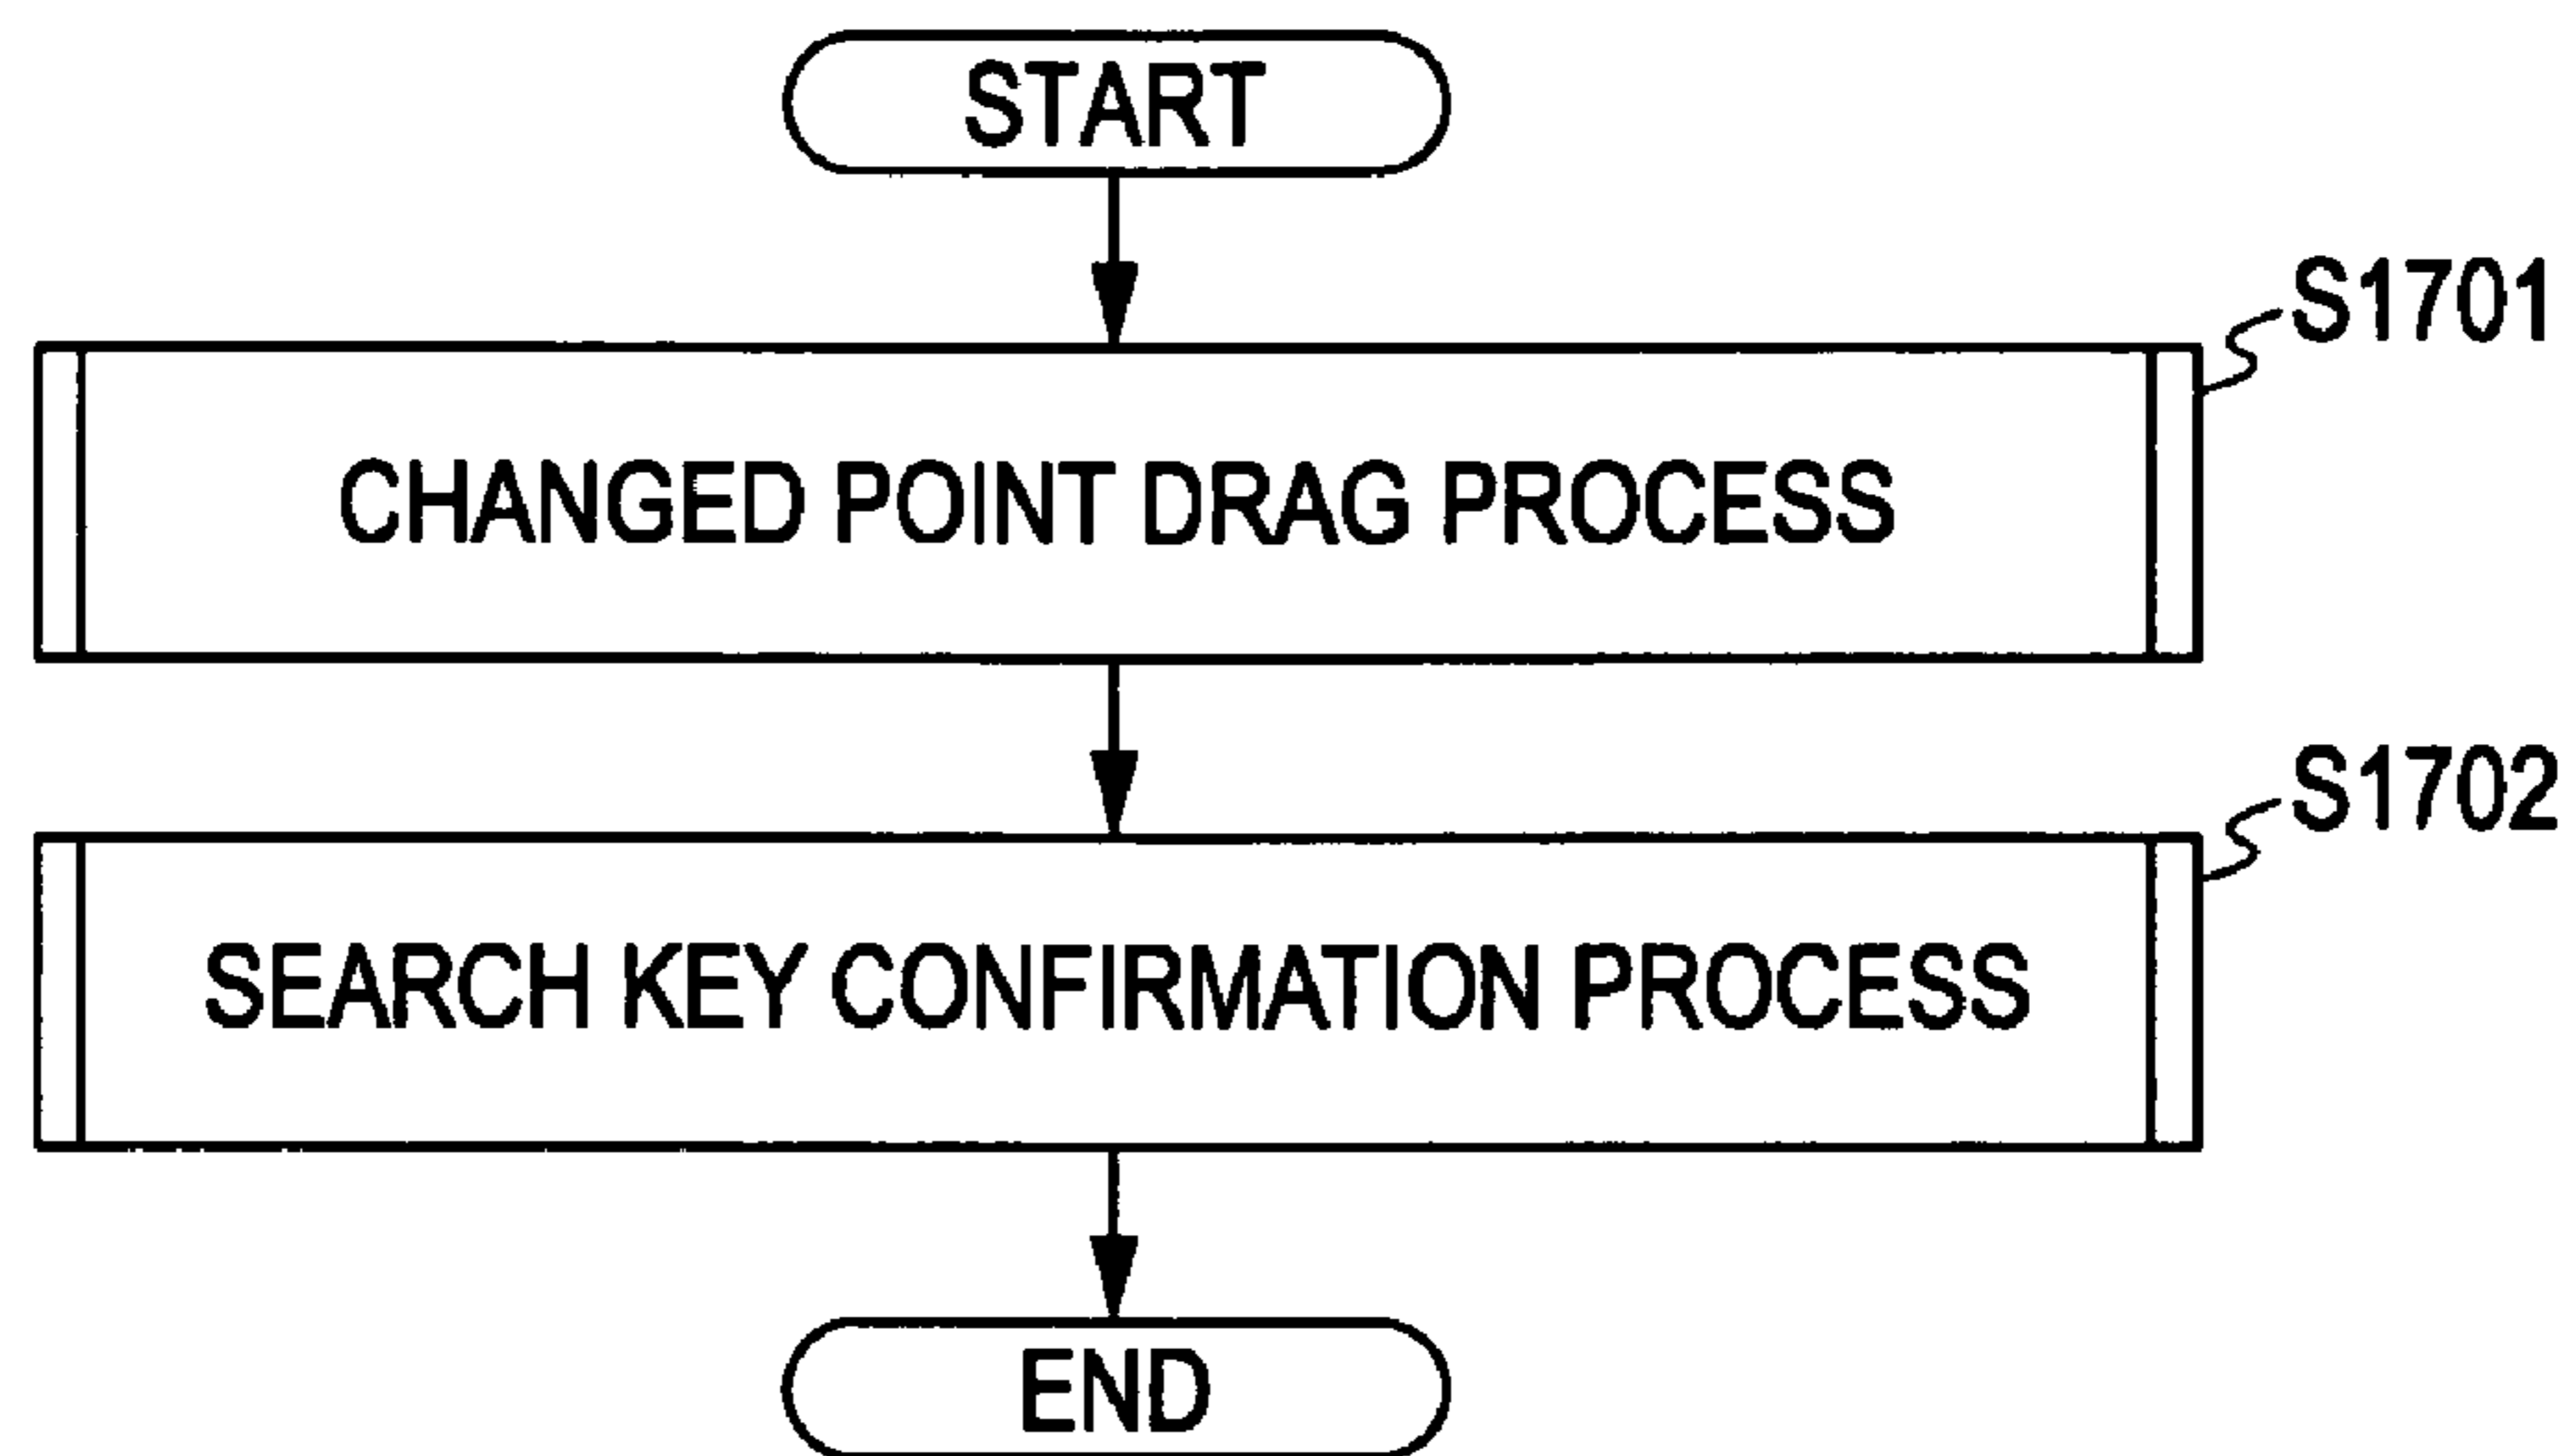 START
S1701
CHANGED POINT DRAG PROCESS
S1702
SEARCH KEY CONFIRMATION PROCESS
END